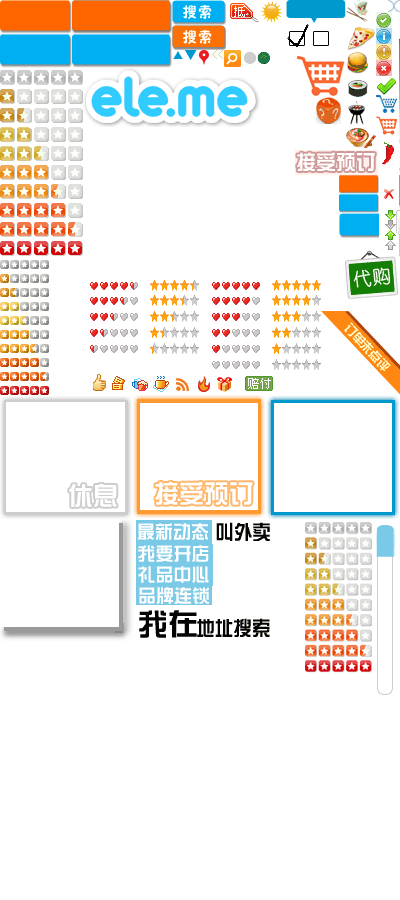 搜索
搜索
抵
ele.me
接受预订
代购
订单未点评
赔付
休息
接受预订
最新动态
叫外卖
我要开店
礼品中心
品牌连锁
我在地址搜索